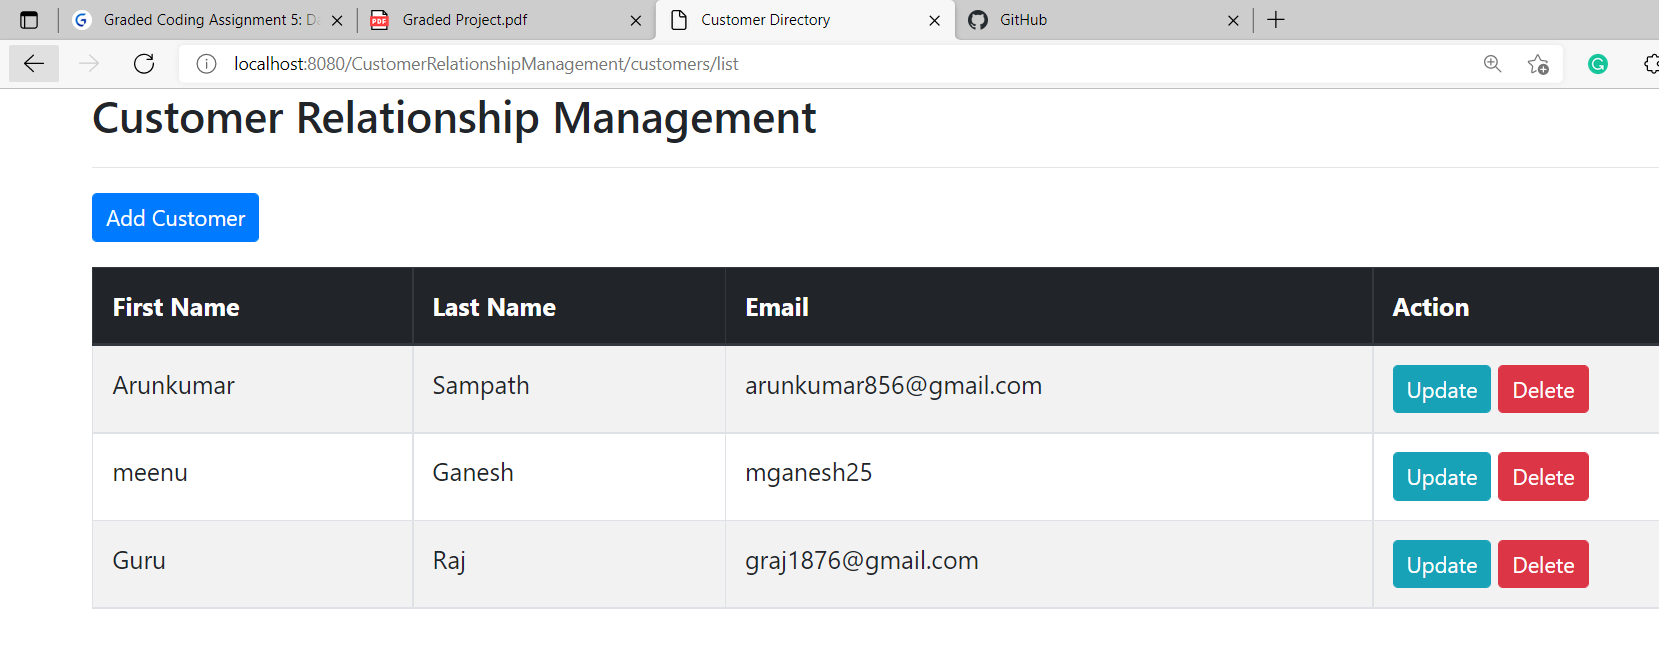 Graded Coding Assignment 5: D
Graded Project.pdf
Customer Directory
GitHub
localhost:8080/CustomerRelationshipManagement/customers/list
Customer Relationship Management
Add Customer
First Name Last Name Email Action
Arunkumar Sampath arunkumar856@gmail.com Update Delete
meenu Ganesh mganesh25 Update Delete
Guru Raj graj1876@gmail.com Update Delete